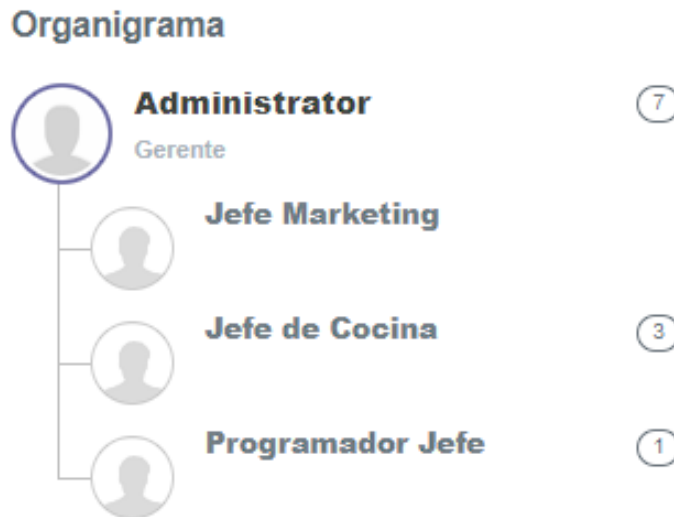 Organigrama
Administrator 7
Gerente
Jefe Marketing
Jefe de Cocina 3
Programador Jefe 1